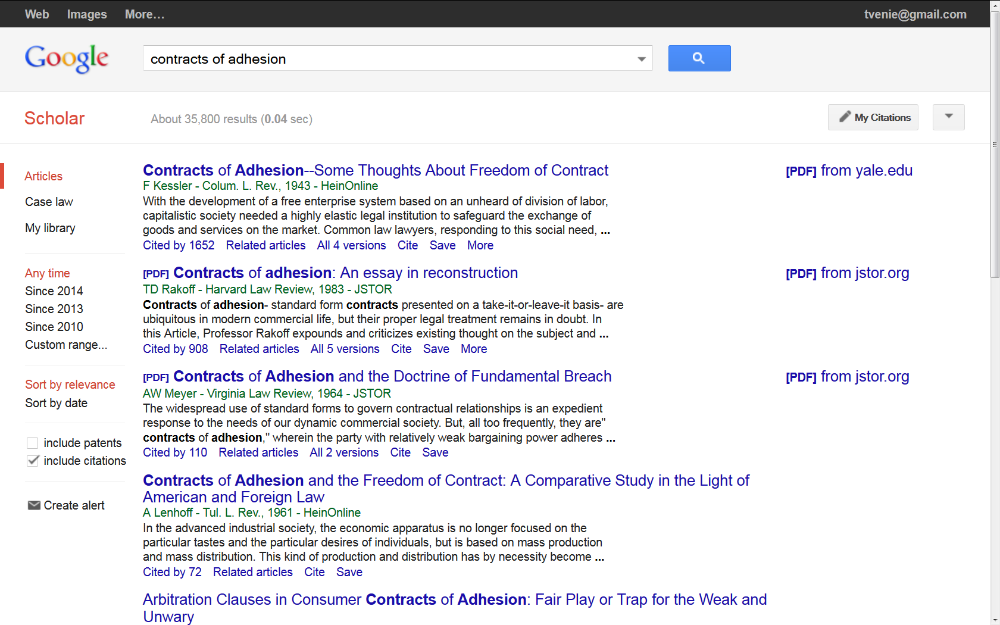 Web Images More... tvenie@gmail.com
Google contracts of adhesion
Scholar About 35,800 results (0.04 sec) My Citations
Articles
Case law
My library
Any time
Since 2014
Since 2013
Since 2010
Custom range...
Sort by relevance
Sort by date
include patents
include citations
Create alert
Contracts of Adhesion--Some Thoughts About Freedom of Contract [PDF] from yale.edu
F Kessler - Colum. L. Rev., 1943 - HeinOnline
With the development of a free enterprise system based on an unheard of division of labor,
capitalistic society needed a highly elastic legal institution to safeguard the exchange of
goods and services on the market. Common law lawyers, responding to this social need, ...
Cited by 1652 Related articles All 4 versions Cite Save More
[PDF] Contracts of adhesion: An essay in reconstruction [PDF] from jstor.org
TD Rakoff - Harvard Law Review, 1983 - JSTOR
Contracts of adhesion- standard form contracts presented on a take-it-or-leave-it basis- are
ubiquitous in modern commercial life, but their proper legal treatment remains in doubt. In
this Article, Professor Rakoff expounds and criticizes existing thought on the subject and ...
Cited by 908 Related articles All 5 versions Cite Save More
[PDF] Contracts of Adhesion and the Doctrine of Fundamental Breach [PDF] from jstor.org
AW Meyer - Virginia Law Review, 1964 - JSTOR
The widespread use of standard forms to govern contractual relationships is an expedient
response to the needs of our dynamic commercial society. But, all too frequently, they are"
contracts of adhesion," wherein the party with relatively weak bargaining power adheres ...
Cited by 110 Related articles All 2 versions Cite Save
Contracts of Adhesion and the Freedom of Contract: A Comparative Study in the Light of
American and Foreign Law
A Lenhoff - Tul. L. Rev., 1961 - HeinOnline
In the advanced industrial society, the economic apparatus is no longer focused on the
particular tastes and the particular desires of individuals, but is based on mass production
and mass distribution. This kind of production and distribution has by necessity become ...
Cited by 72 Related articles Cite Save
Arbitration Clauses in Consumer Contracts of Adhesion: Fair Play or Trap for the Weak and
Unwary